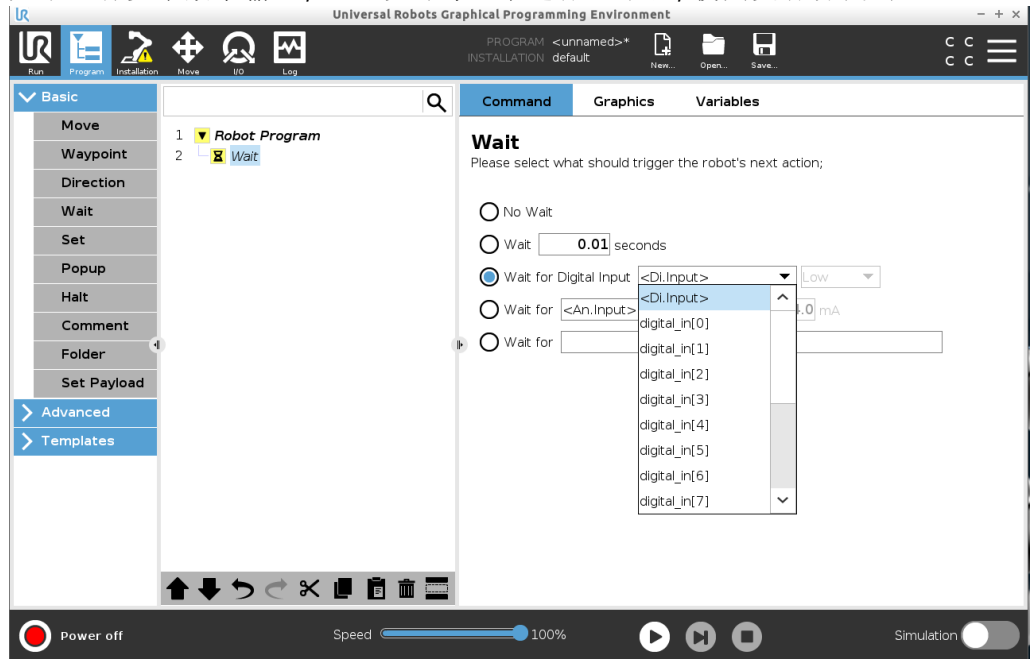 Universal Robots Graphical Programming Environment
UR
Run
Program
Installation
Move
I/O
Log
PROGRAM <unnamed>*
INSTALLATION default
New...
Open...
Save...
C C
C C
Basic
Move
Waypoint
Direction
Wait
Set
Popup
Halt
Comment
Folder
Set Payload
Advanced
Templates
1 Robot Program
2 Wait
Command Graphics Variables
Wait
Please select what should trigger the robot's next action;
No Wait
Wait 0.01 seconds
Wait for Digital Input <Di.Input> Low
Wait for <An.Input> .0 mA
Wait for
<Di.Input>
digital_in[0]
digital_in[1]
digital_in[2]
digital_in[3]
digital_in[4]
digital_in[5]
digital_in[6]
digital_in[7]
Power off
Speed 100%
Simulation